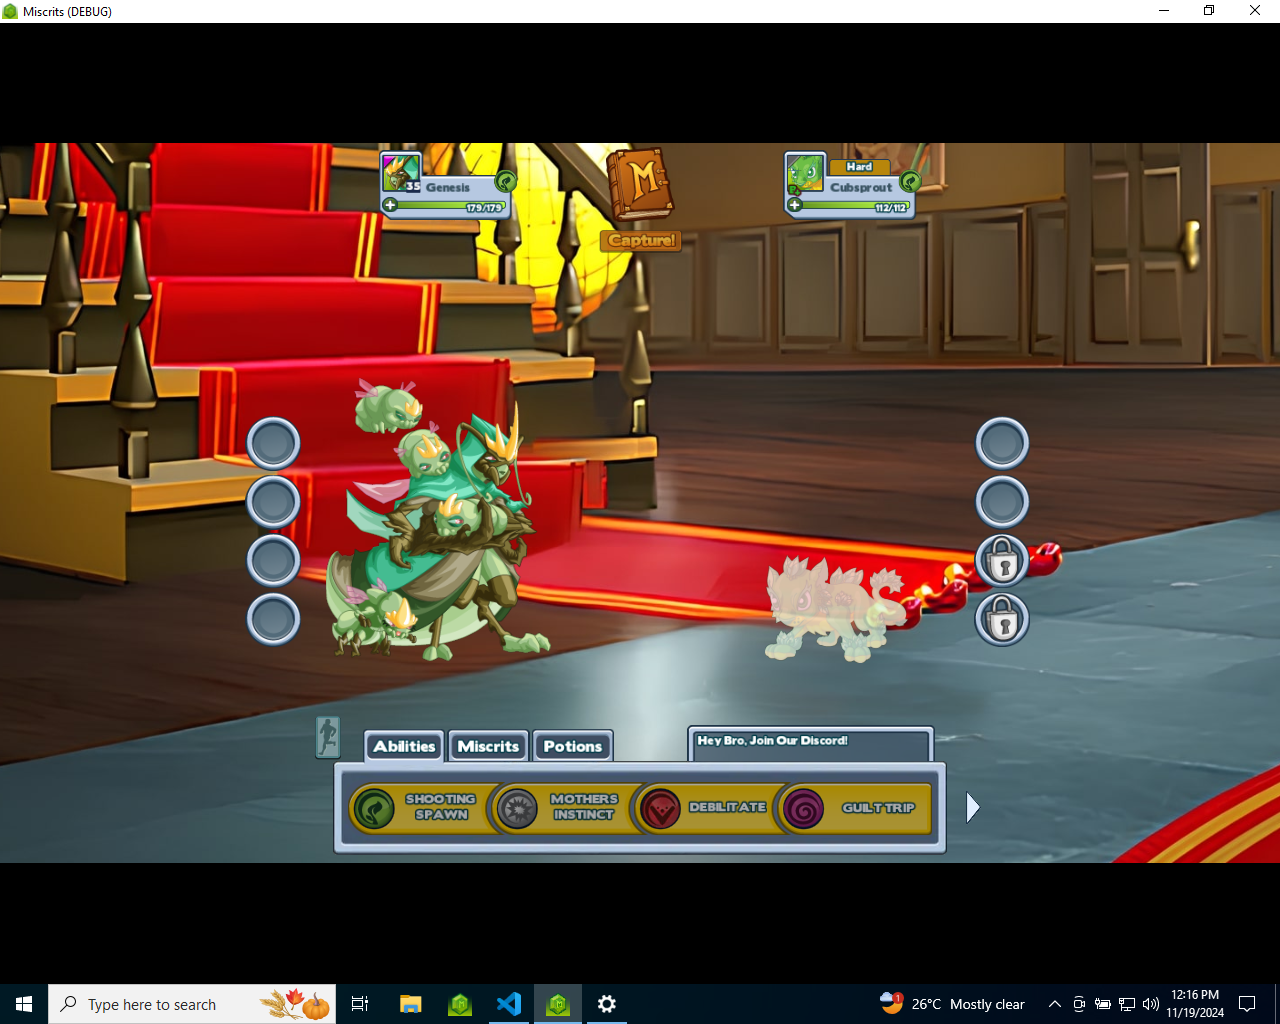 Miscrits (DEBUG)
35
Genesis
179/179
M
Capture!
Hard
Cubsprout
112/112
Abilities
Miscrits
Potions
Hey Bro, Join Our Discord!
SHOOTING
SPAWN
MOTHERS
INSTINCT
DEBILITATE
GUILT TRIP
Type here to search
1
26°C Mostly clear
12:16 PM
11/19/2024